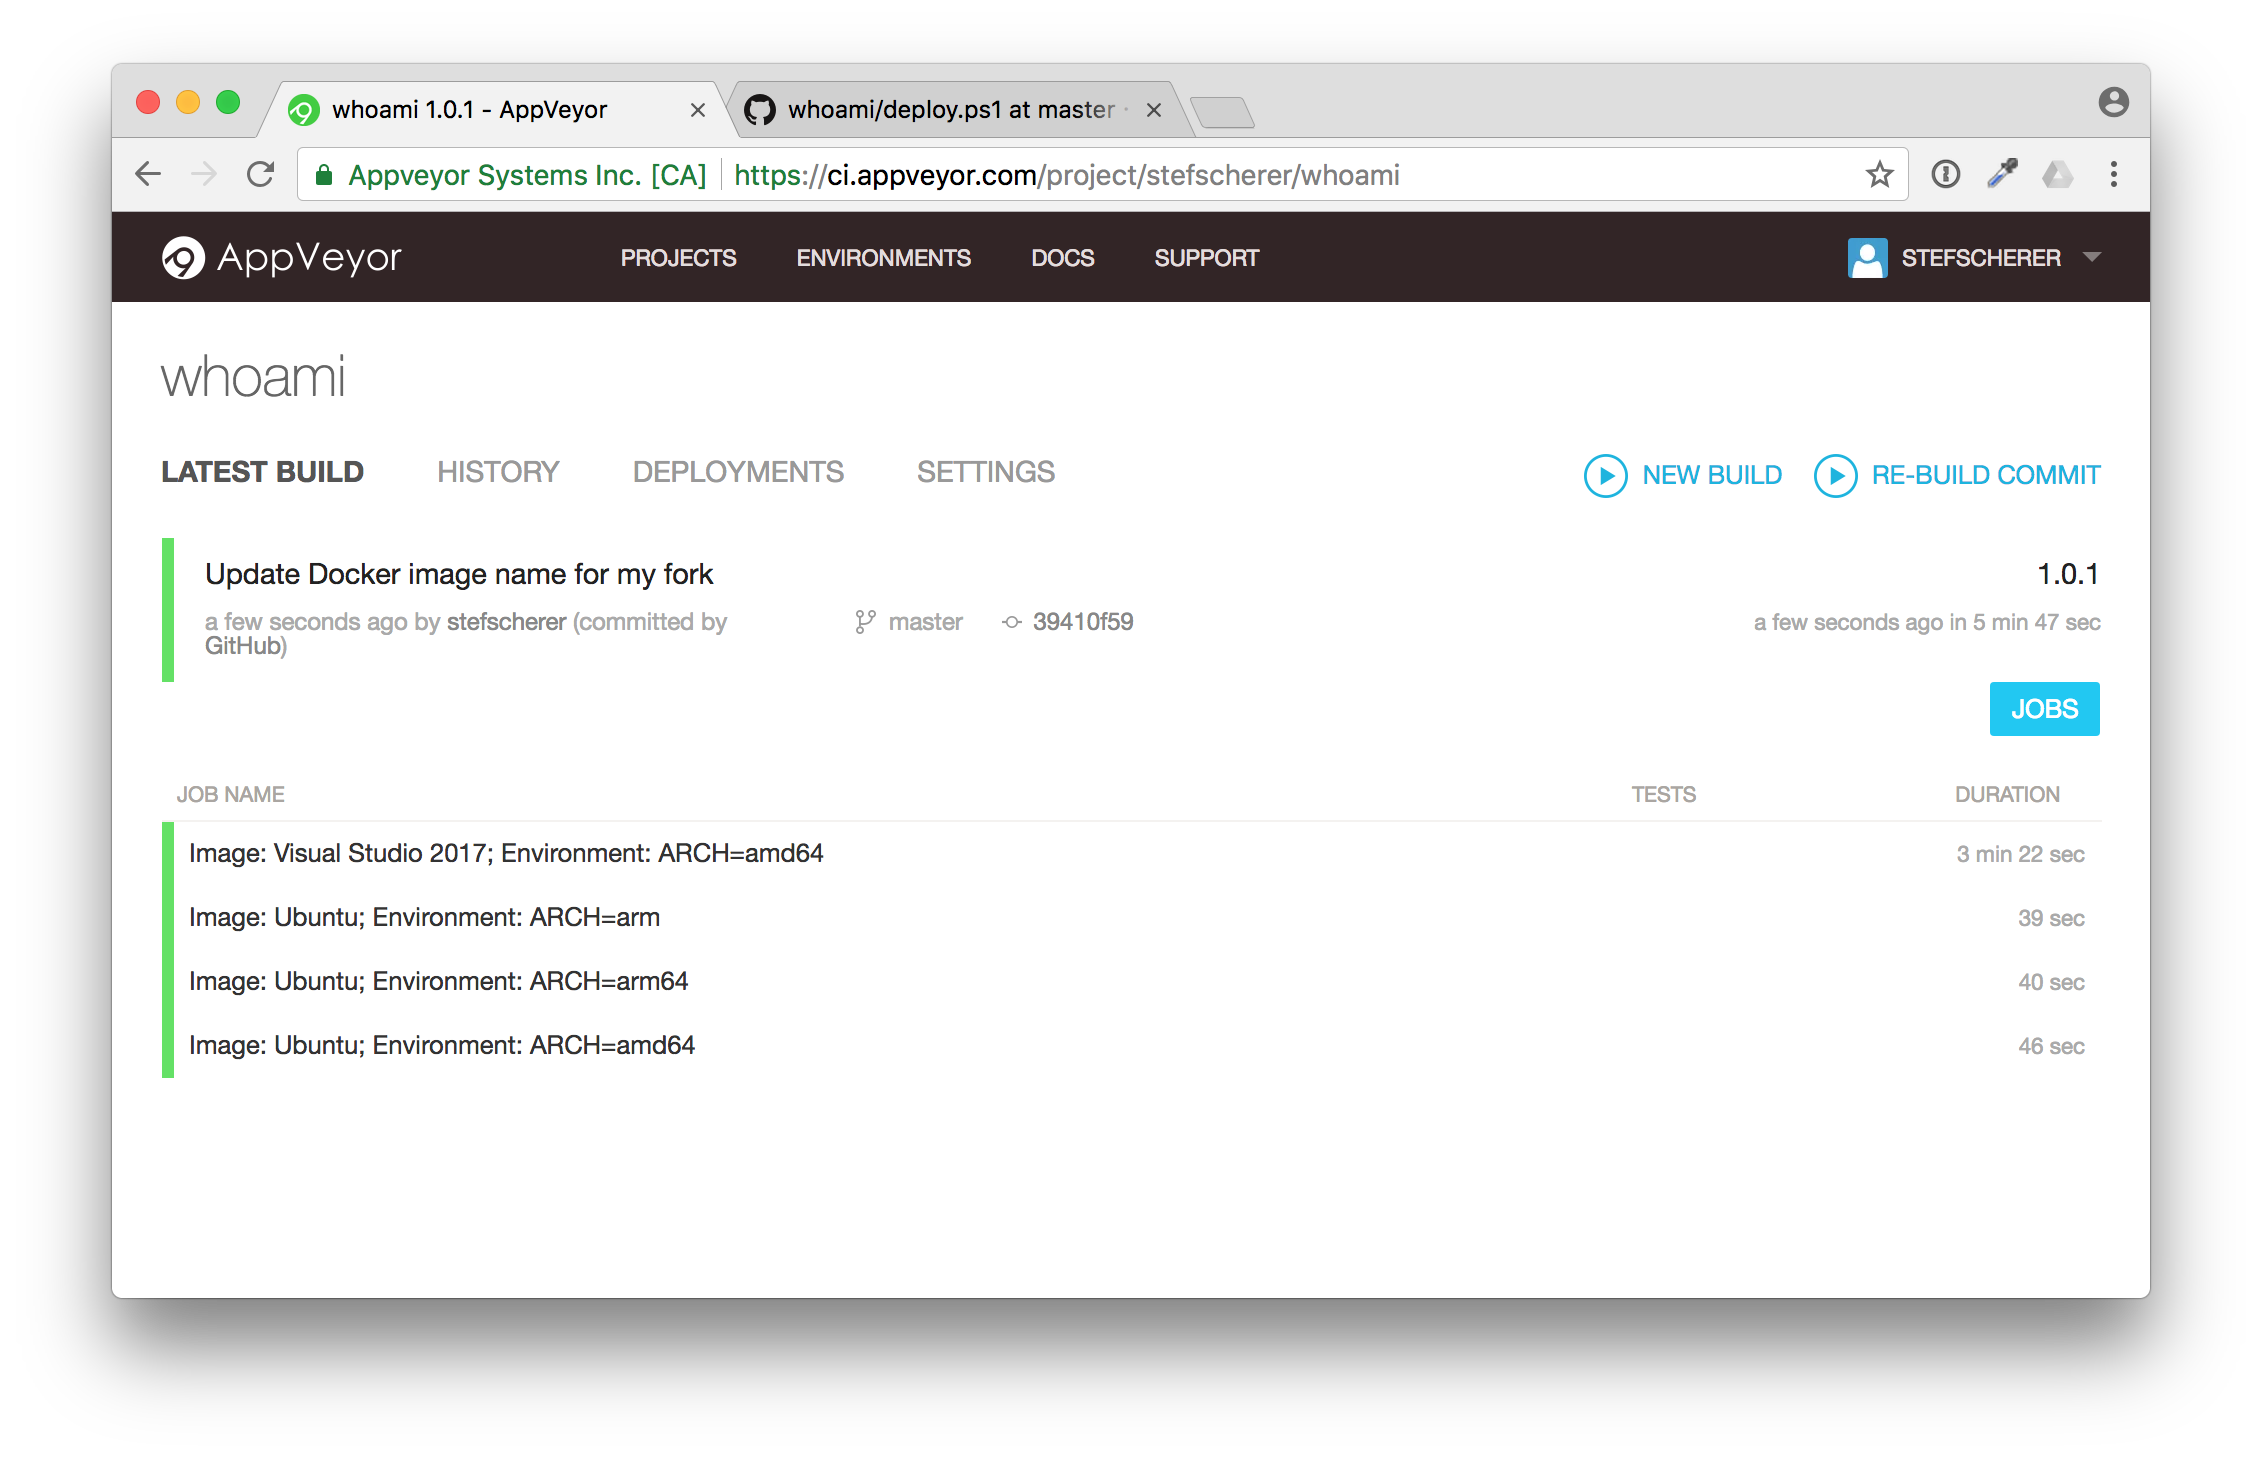 whoami 1.0.1 - AppVeyor
whoami/deploy.ps1 at master ·
Appveyor Systems Inc. [CA] https://ci.appveyor.com/project/stefscherer/whoami
AppVeyor PROJECTS ENVIRONMENTS DOCS SUPPORT STEFSCHERER
whoami
LATEST BUILD HISTORY DEPLOYMENTS SETTINGS NEW BUILD RE-BUILD COMMIT
Update Docker image name for my fork 1.0.1
a few seconds ago by stefscherer (committed by master 39410f59 a few seconds ago in 5 min 47 sec
GitHub)
JOBS
JOB NAME TESTS DURATION
Image: Visual Studio 2017; Environment: ARCH=amd64 3 min 22 sec
Image: Ubuntu; Environment: ARCH=arm 39 sec
Image: Ubuntu; Environment: ARCH=arm64 40 sec
Image: Ubuntu; Environment: ARCH=amd64 46 sec